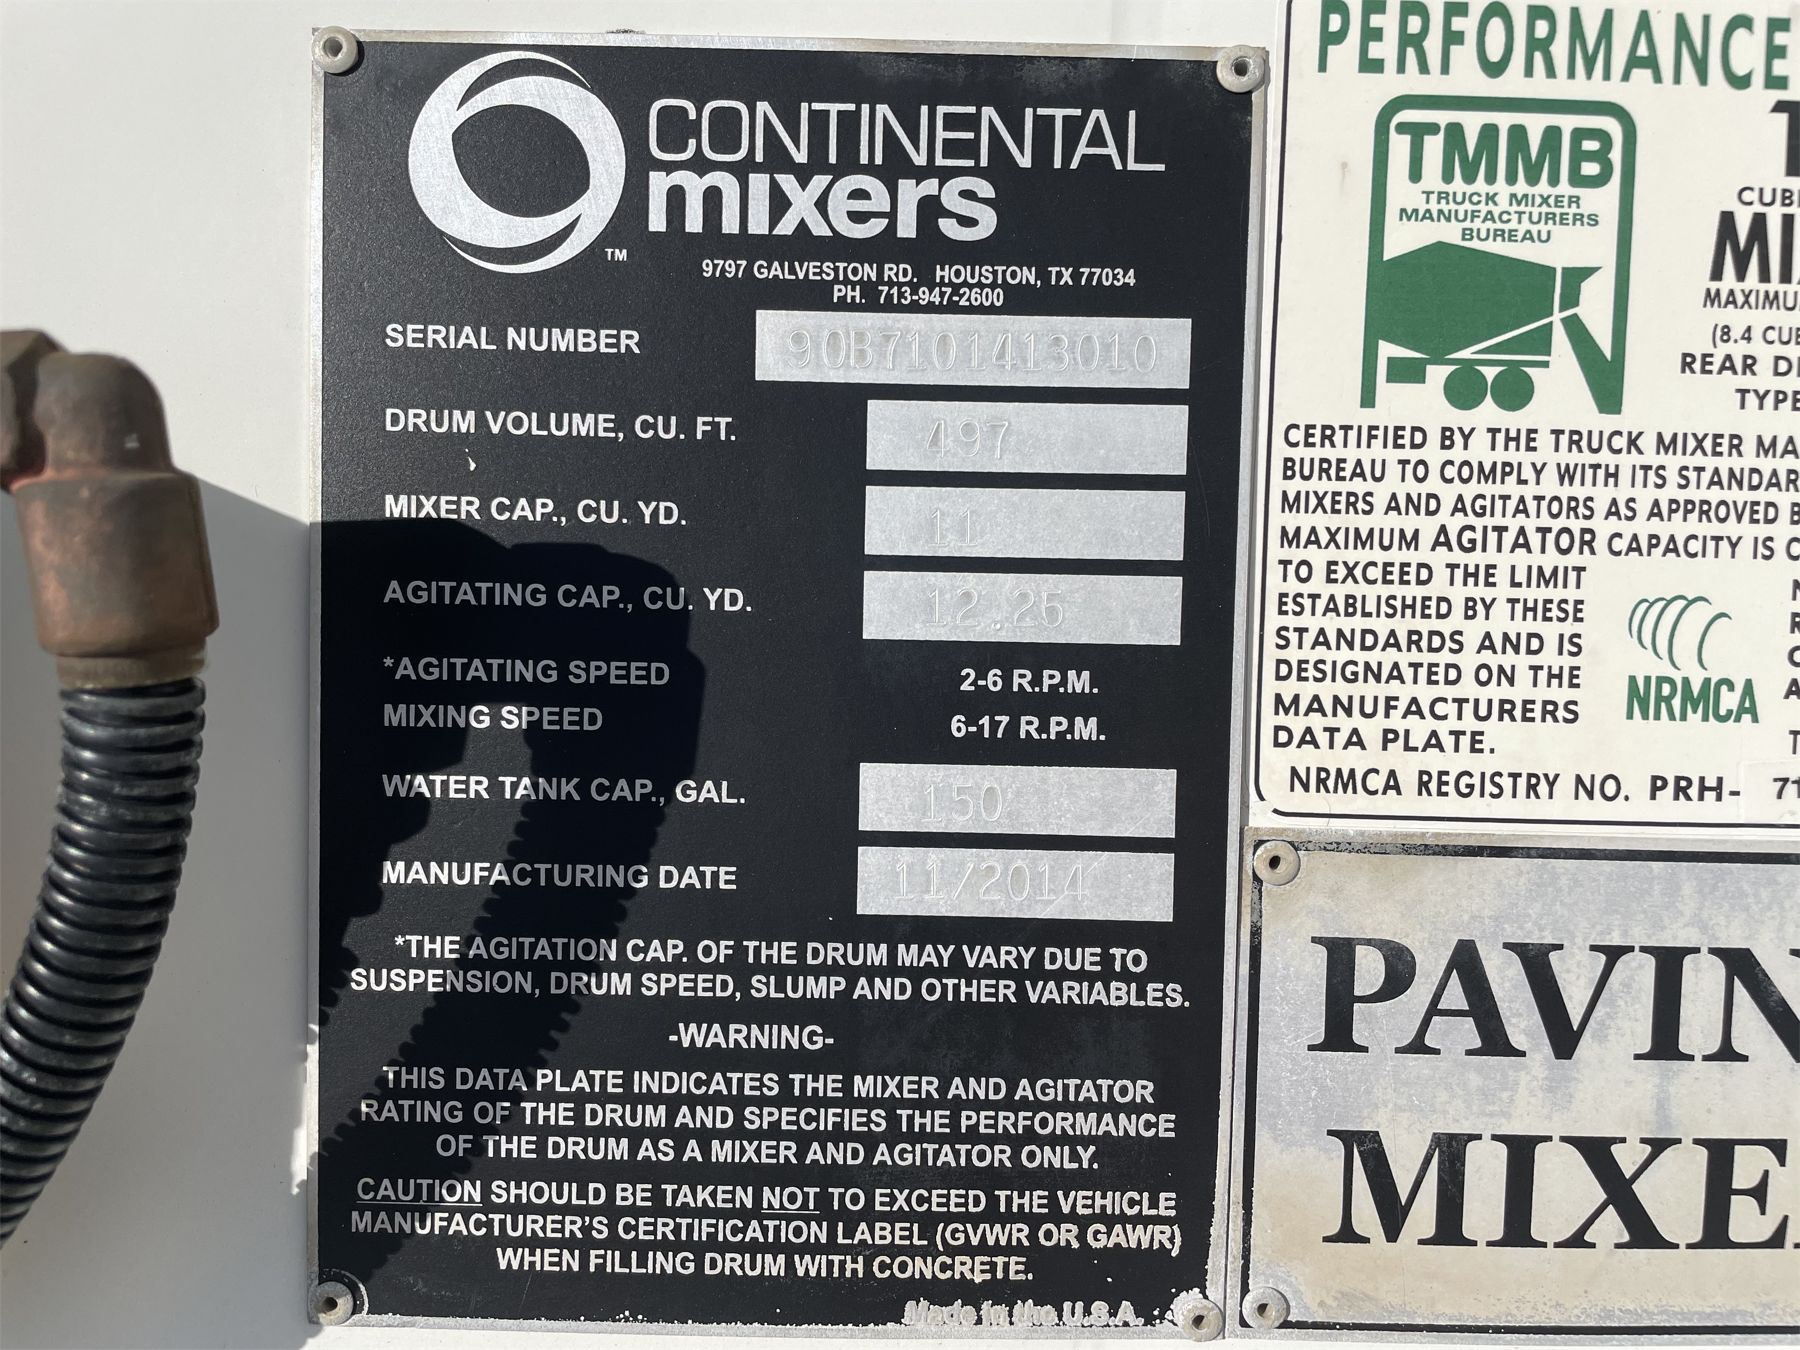 CONTINENTAL
mixers
TM
9797 GALVESTON RD. HOUSTON, TX 77034
PH. 713-947-2600
SERIAL NUMBER 90B7101413010
DRUM VOLUME, CU. FT. 497
MIXER CAP., CU. YD. 11
AGITATING CAP., CU. YD. 12.25
*AGITATING SPEED 2-6 R.P.M.
MIXING SPEED 6-17 R.P.M.
WATER TANK CAP., GAL. 150
MANUFACTURING DATE 11/2014
*THE AGITATION CAP. OF THE DRUM MAY VARY DUE TO
SUSPENSION, DRUM SPEED, SLUMP AND OTHER VARIABLES.
-WARNING-
THIS DATA PLATE INDICATES THE MIXER AND AGITATOR
RATING OF THE DRUM AND SPECIFIES THE PERFORMANCE
OF THE DRUM AS A MIXER AND AGITATOR ONLY.
CAUTION SHOULD BE TAKEN NOT TO EXCEED THE VEHICLE
MANUFACTURER'S CERTIFICATION LABEL (GVWR OR GAWR)
WHEN FILLING DRUM WITH CONCRETE.
Made in the U.S.A.
PERFORMANCE
TMMB
TRUCK MIXER
MANUFACTURERS
BUREAU
(8.4
REAR
TYPE
CERTIFIED BY THE TRUCK MIXER
BUREAU TO COMPLY WITH ITS
MIXERS AND AGITATORS AS APPROVED
MAXIMUM AGITATOR CAPACITY IS
TO EXCEED THE LIMIT
ESTABLISHED BY THESE
STANDARDS AND IS
DESIGNATED ON THE
MANUFACTURERS
DATA PLATE.
NRMCA
NRMCA REGISTRY NO. PRH- 71
PAVIN
MIXE